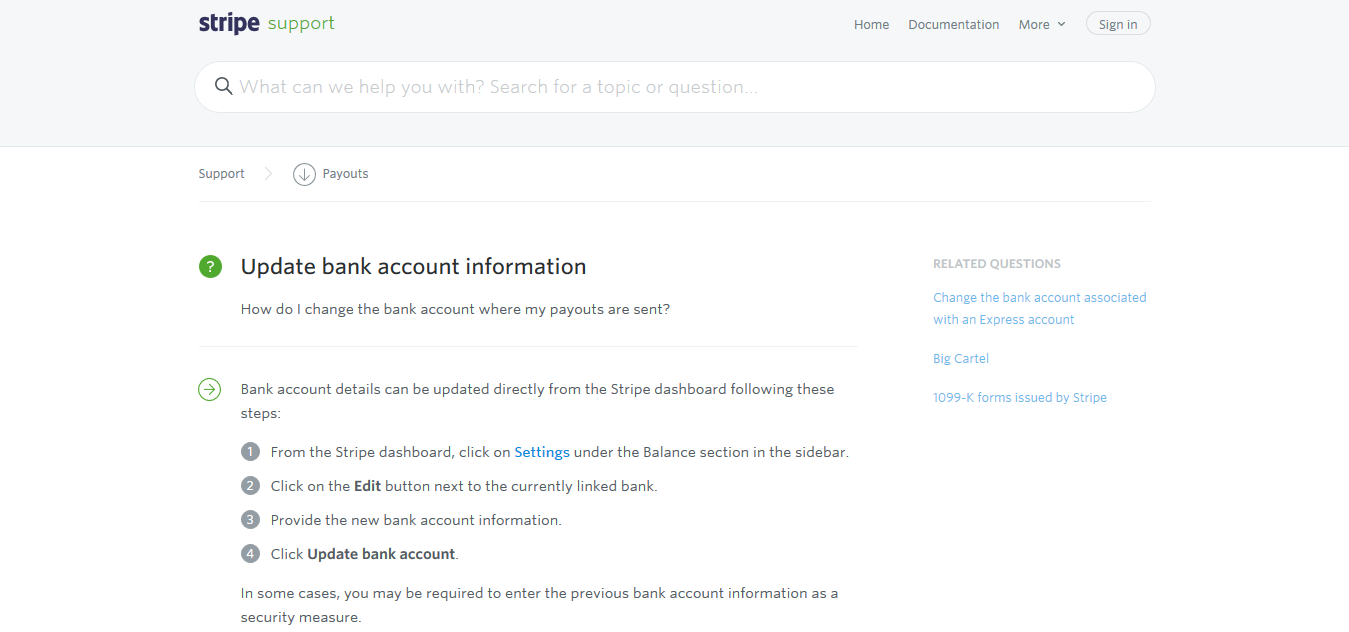 stripe support
Home Documentation More Sign in
What can we help you with? Search for a topic or question...
Support Payouts
? Update bank account information
How do I change the bank account where my payouts are sent?
Bank account details can be updated directly from the Stripe dashboard following these
steps:
1 From the Stripe dashboard, click on Settings under the Balance section in the sidebar.
2 Click on the Edit button next to the currently linked bank.
3 Provide the new bank account information.
4 Click Update bank account.
In some cases, you may be required to enter the previous bank account information as a
security measure.
RELATED QUESTIONS
Change the bank account associated
with an Express account
Big Cartel
1099-K forms issued by Stripe